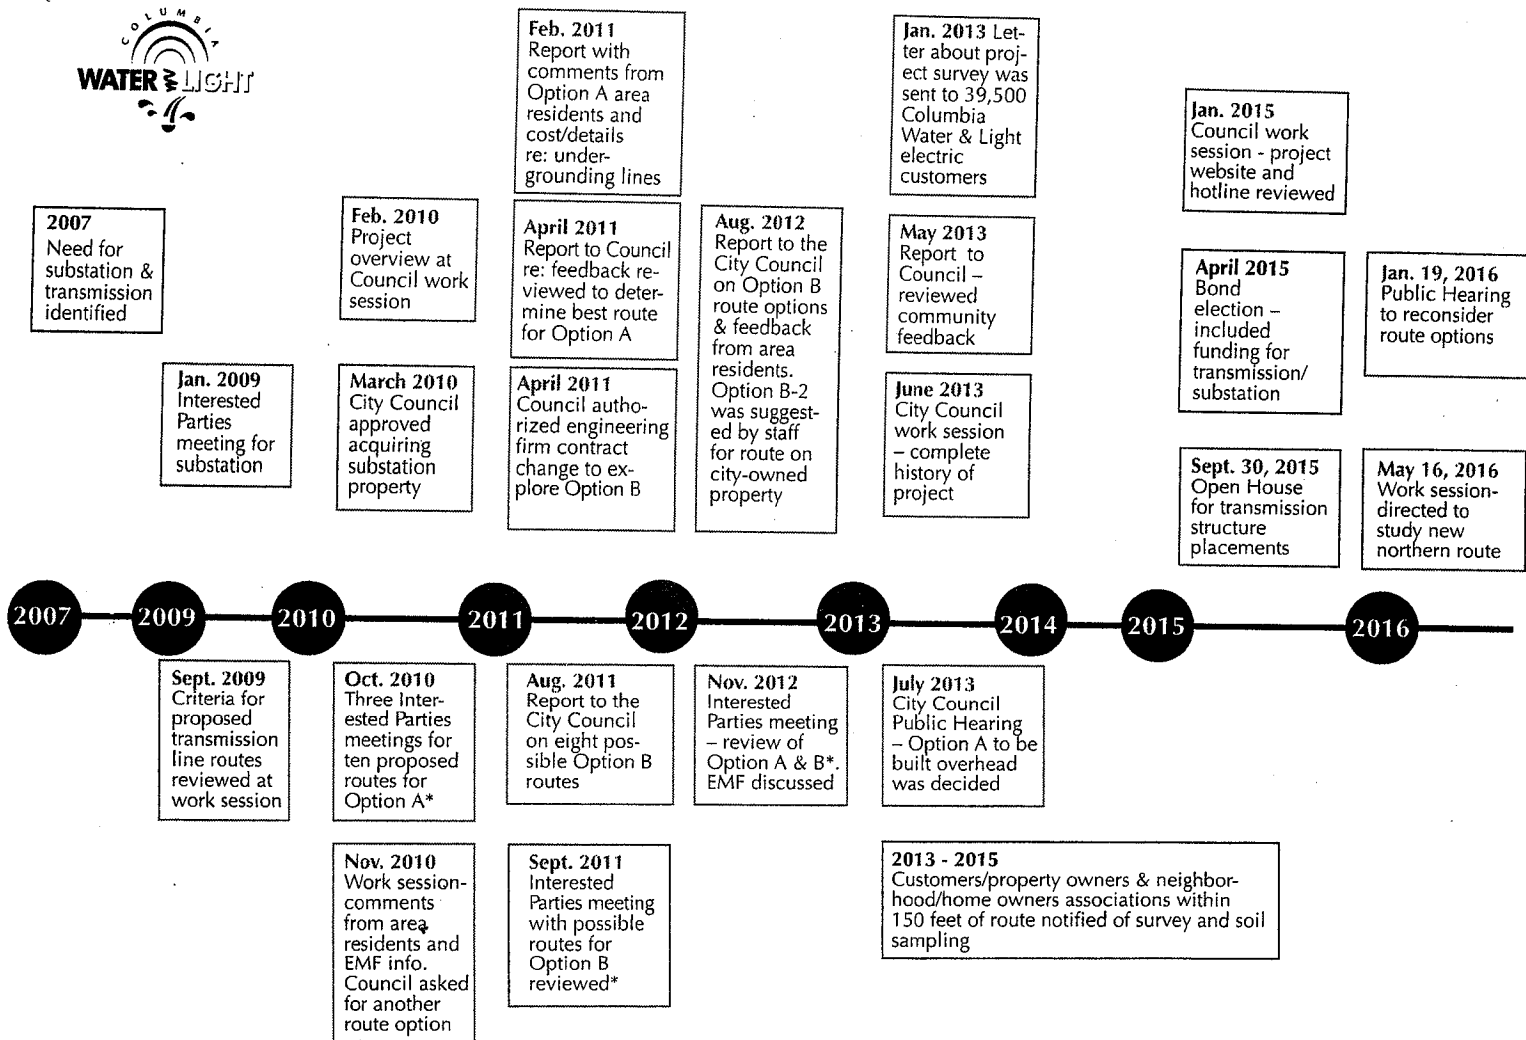 COLUMBIA
WATER LIGHT
2007
Need for
substation &
transmission
identified
Jan. 2009
Interested
Parties
meeting for
substation
Feb. 2010
Project
overview at
Council work
session
March 2010
City Council
approved
acquiring
substation
property
Feb. 2011
Report with
comments from
Option A area
residents and
cost/details
re: under-
grounding lines
April 2011
Report to Council
re: feedback re-
viewed to deter-
mine best route
for Option A
April 2011
Council autho-
rized engineering
firm contract
change to ex-
plore Option B
Aug. 2012
Report to the
City Council
on Option B
route options
& feedback
from area
residents.
Option B-2
was suggest-
ed by staff
for route on
city-owned
property
Jan. 2013 Let-
ter about proj-
ect survey was
sent to 39,500
Columbia
Water & Light
electric
customers
May 2013
Report to
Council –
reviewed
community
feedback
June 2013
City Council
work session
– complete
history of
project
Jan. 2015
Council work
session - project
website and
hotline reviewed
April 2015
Bond
election –
included
funding for
transmission/
substation
Sept. 30, 2015
Open House
for transmission
structure
placements
Jan. 19, 2016
Public Hearing
to reconsider
route options
May 16, 2016
Work session-
directed to
study new
northern route
2007 2009 2010 2011 2012 2013 2014 2015 2016
Sept. 2009
Criteria for
proposed
transmission
line routes
reviewed at
work session
Oct. 2010
Three Inter-
ested Parties
meetings for
ten proposed
routes for
Option A*
Nov. 2010
Work session-
comments
from area
residents and
EMF info.
Council asked
for another
route option
Aug. 2011
Report to the
City Council
on eight pos-
sible Option B
routes
Sept. 2011
Interested
Parties meeting
with possible
routes for
Option B
reviewed*
Nov. 2012
Interested
Parties meeting
– review of
Option A & B*.
EMF discussed
July 2013
City Council
Public Hearing
– Option A to be
built overhead
was decided
2013 - 2015
Customers/property owners & neighbor-
hood/home owners associations within
150 feet of route notified of survey and soil
sampling